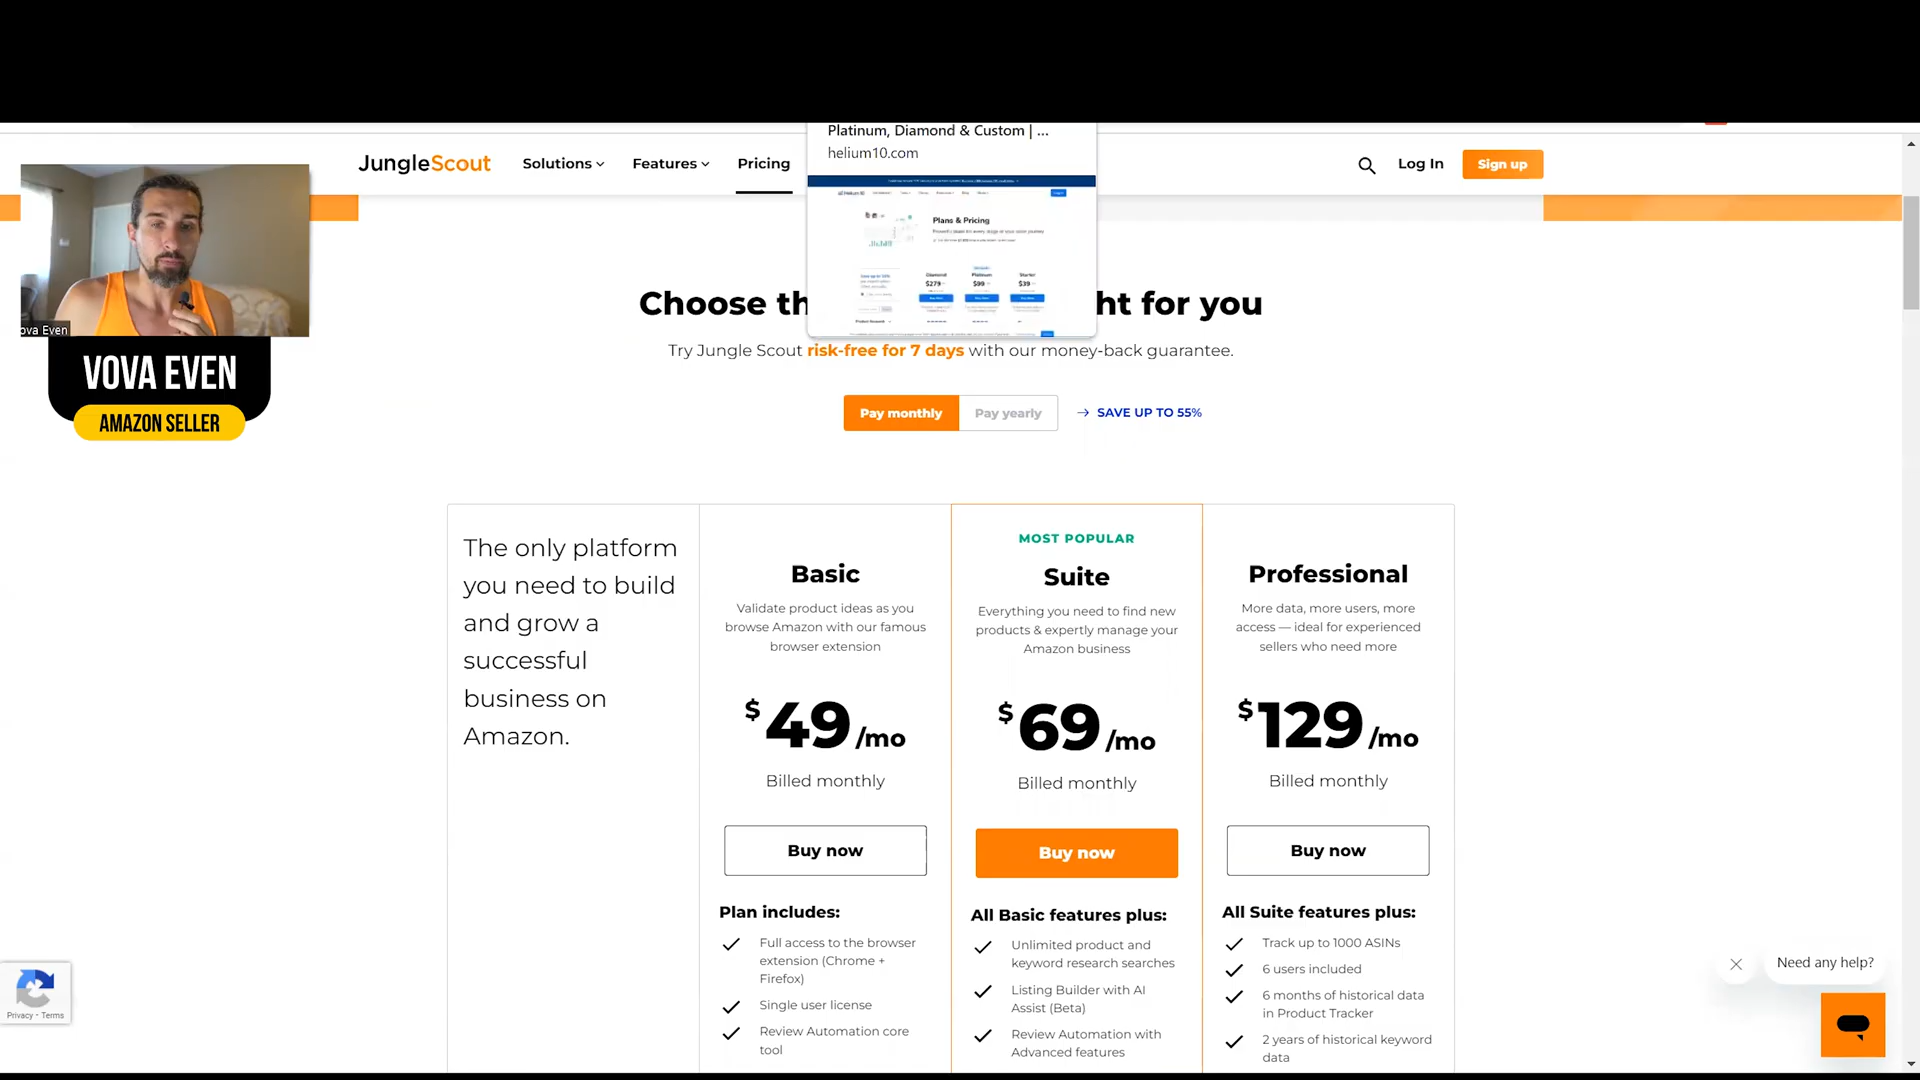 Platinum, Diamond & Custom | ...
helium10.com
JungleScout
Solutions
Features
Pricing
Log In
Sign up
Plans & Pricing
Diamond
Platinum
Starter
$279
$99
$39
ova Even
VOVA EVEN
AMAZON SELLER
Choose th
ht for you
Try Jungle Scout risk-free for 7 days with our money-back guarantee.
Pay monthly
Pay yearly
→ SAVE UP TO 55%
The only platform
you need to build
and grow a
successful
business on
Amazon.
Basic
Validate product ideas as you
browse Amazon with our famous
browser extension
$49/mo
Billed monthly
Buy now
Plan includes:
Full access to the browser
extension (Chrome +
Firefox)
Single user license
Review Automation core
tool
MOST POPULAR
Suite
Everything you need to find new
products & expertly manage your
Amazon business
$69/mo
Billed monthly
Buy now
All Basic features plus:
Unlimited product and
keyword research searches
Listing Builder with AI
Assist (Beta)
Review Automation with
Advanced features
Professional
More data, more users, more
access — ideal for experienced
sellers who need more
$129/mo
Billed monthly
Buy now
All Suite features plus:
Track up to 1000 ASINs
6 users included
6 months of historical data
in Product Tracker
2 years of historical keyword
data
Need any help?
Privacy - Terms